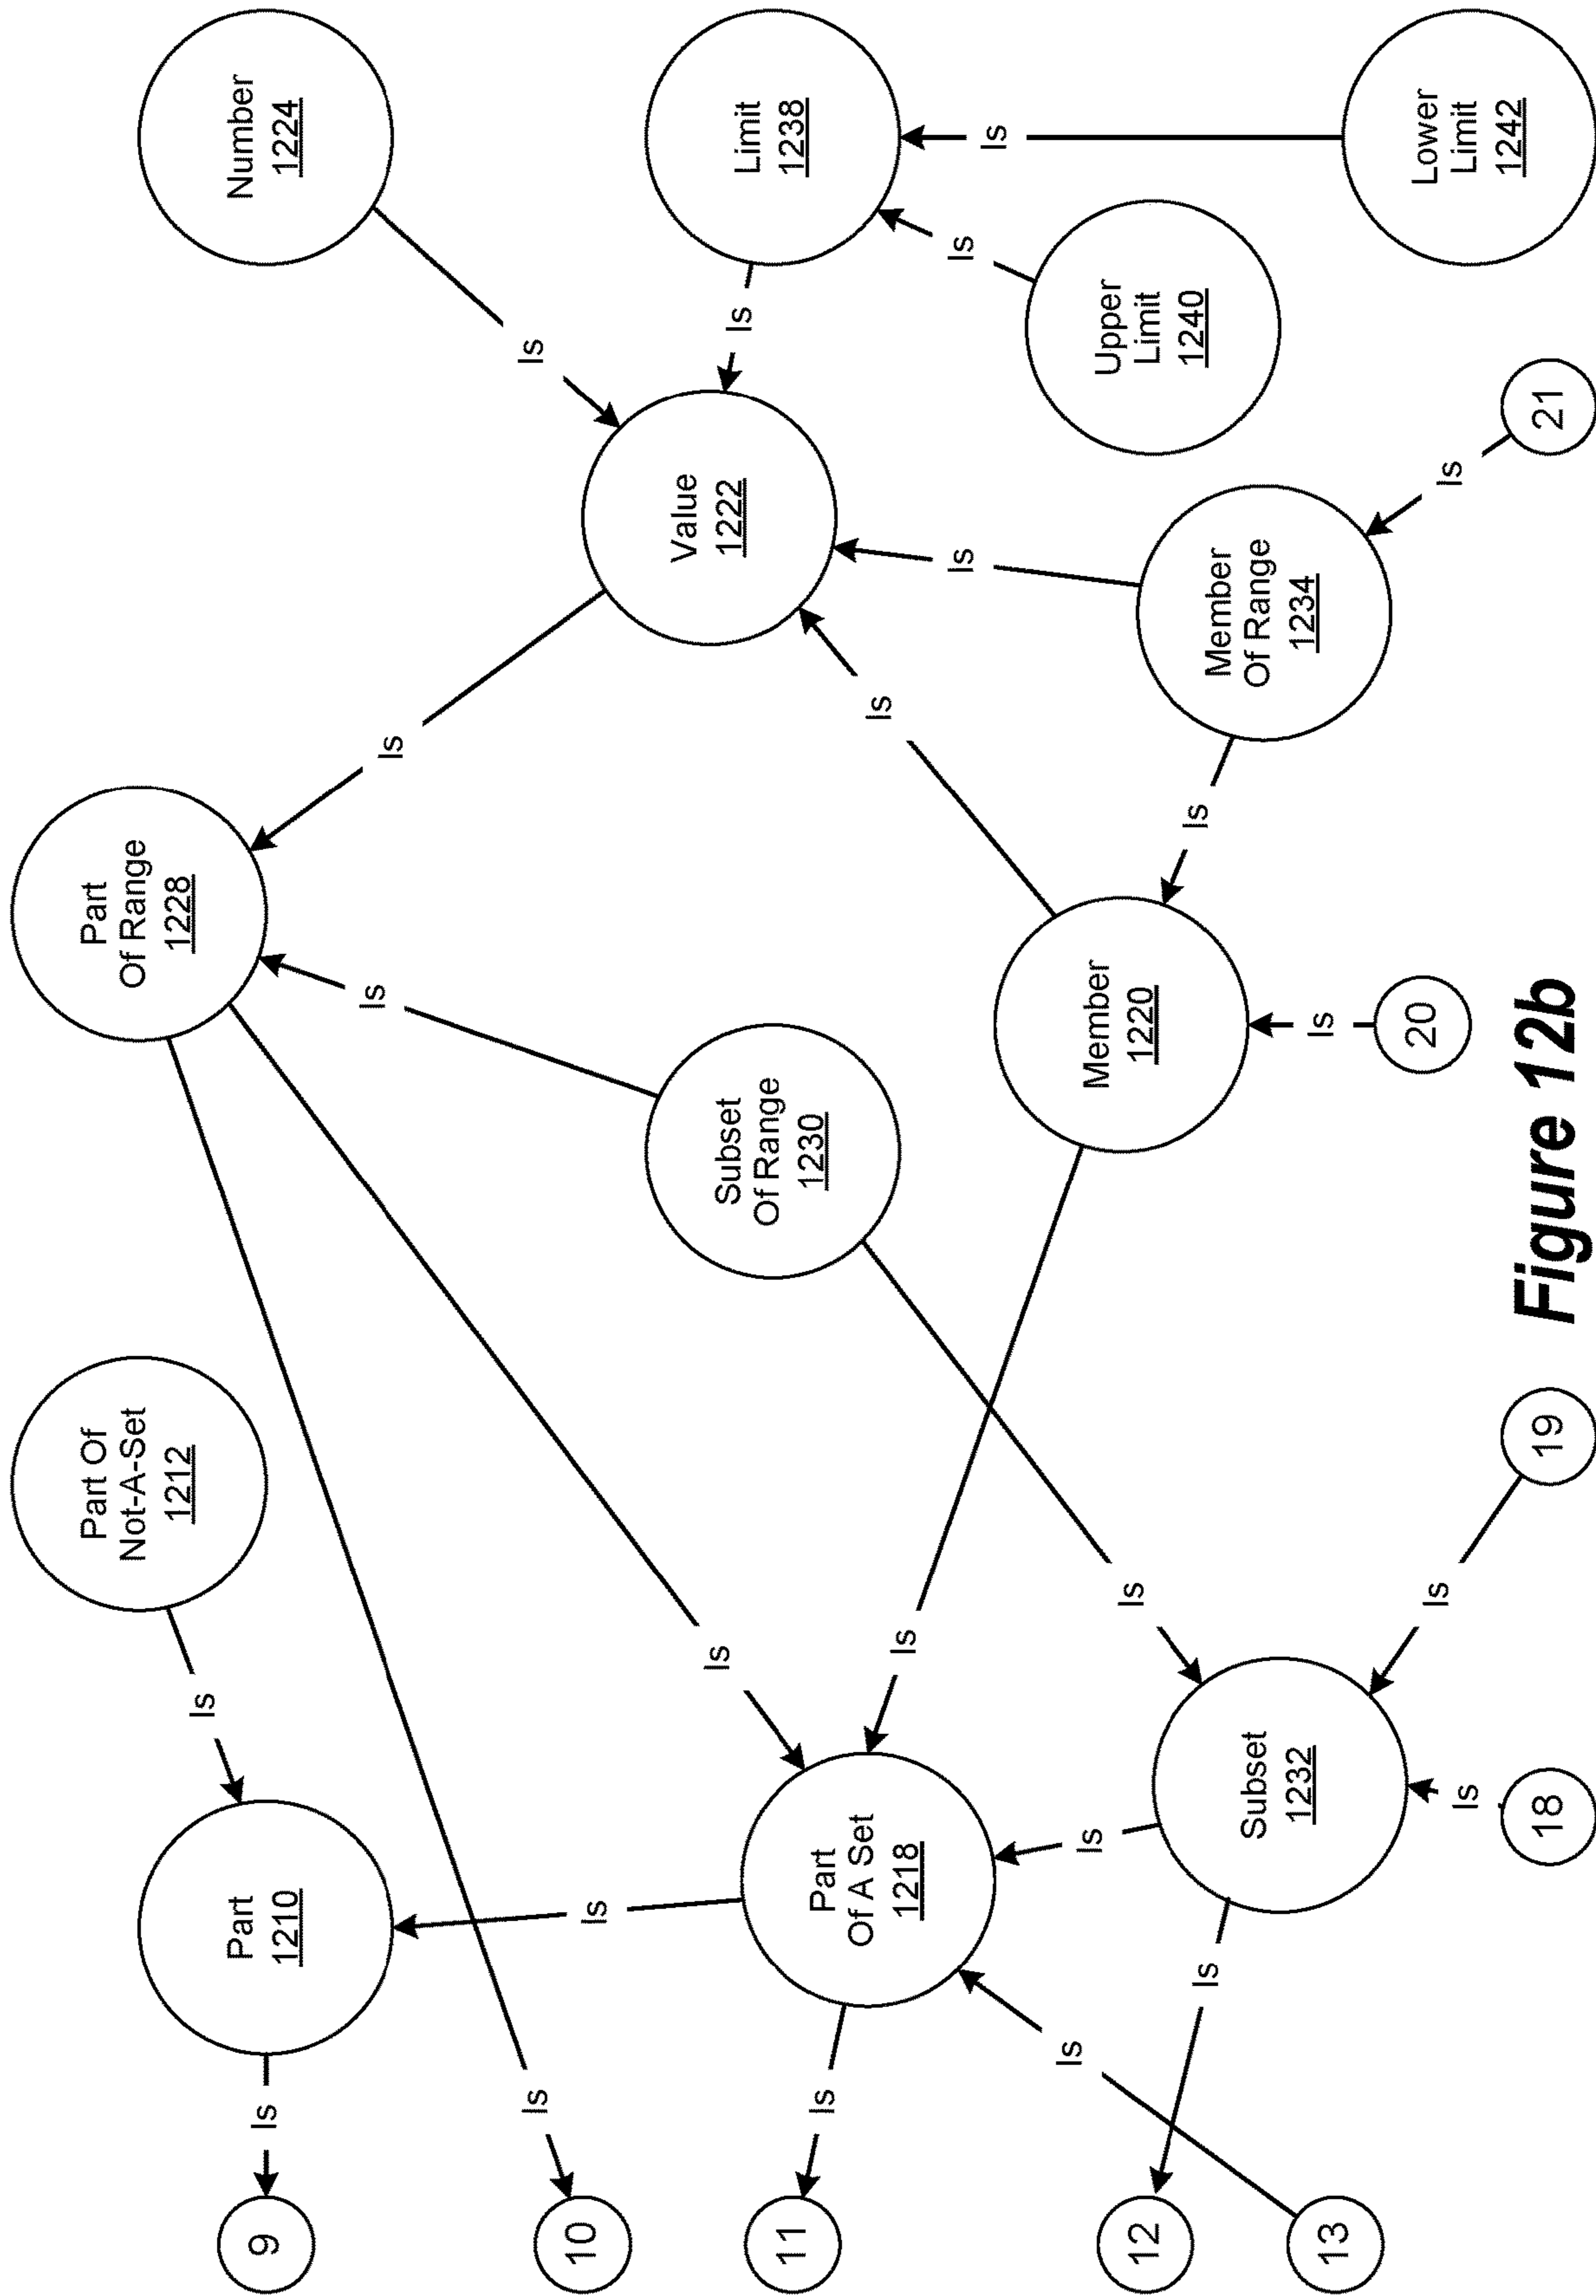 9
Is
Part
1210
Is
Part Of
Not-A-Set
1212
Part
Of Range
1228
Is
Number
1224
Is
10
Is
Is
Is
Is
Value
1222
Is
Limit
1238
11
Is
Part
Of A Set
1218
Is
Subset
Of Range
1230
Is
Is
Is
Is
Upper
Limit
1240
Is
12
Is
Is
Is
Member
1220
Is
Member
Of Range
1234
13
Is
Subset
1232
Is
Is
Is
20
Is
Lower
Limit
1242
18
19
21
Figure 12b